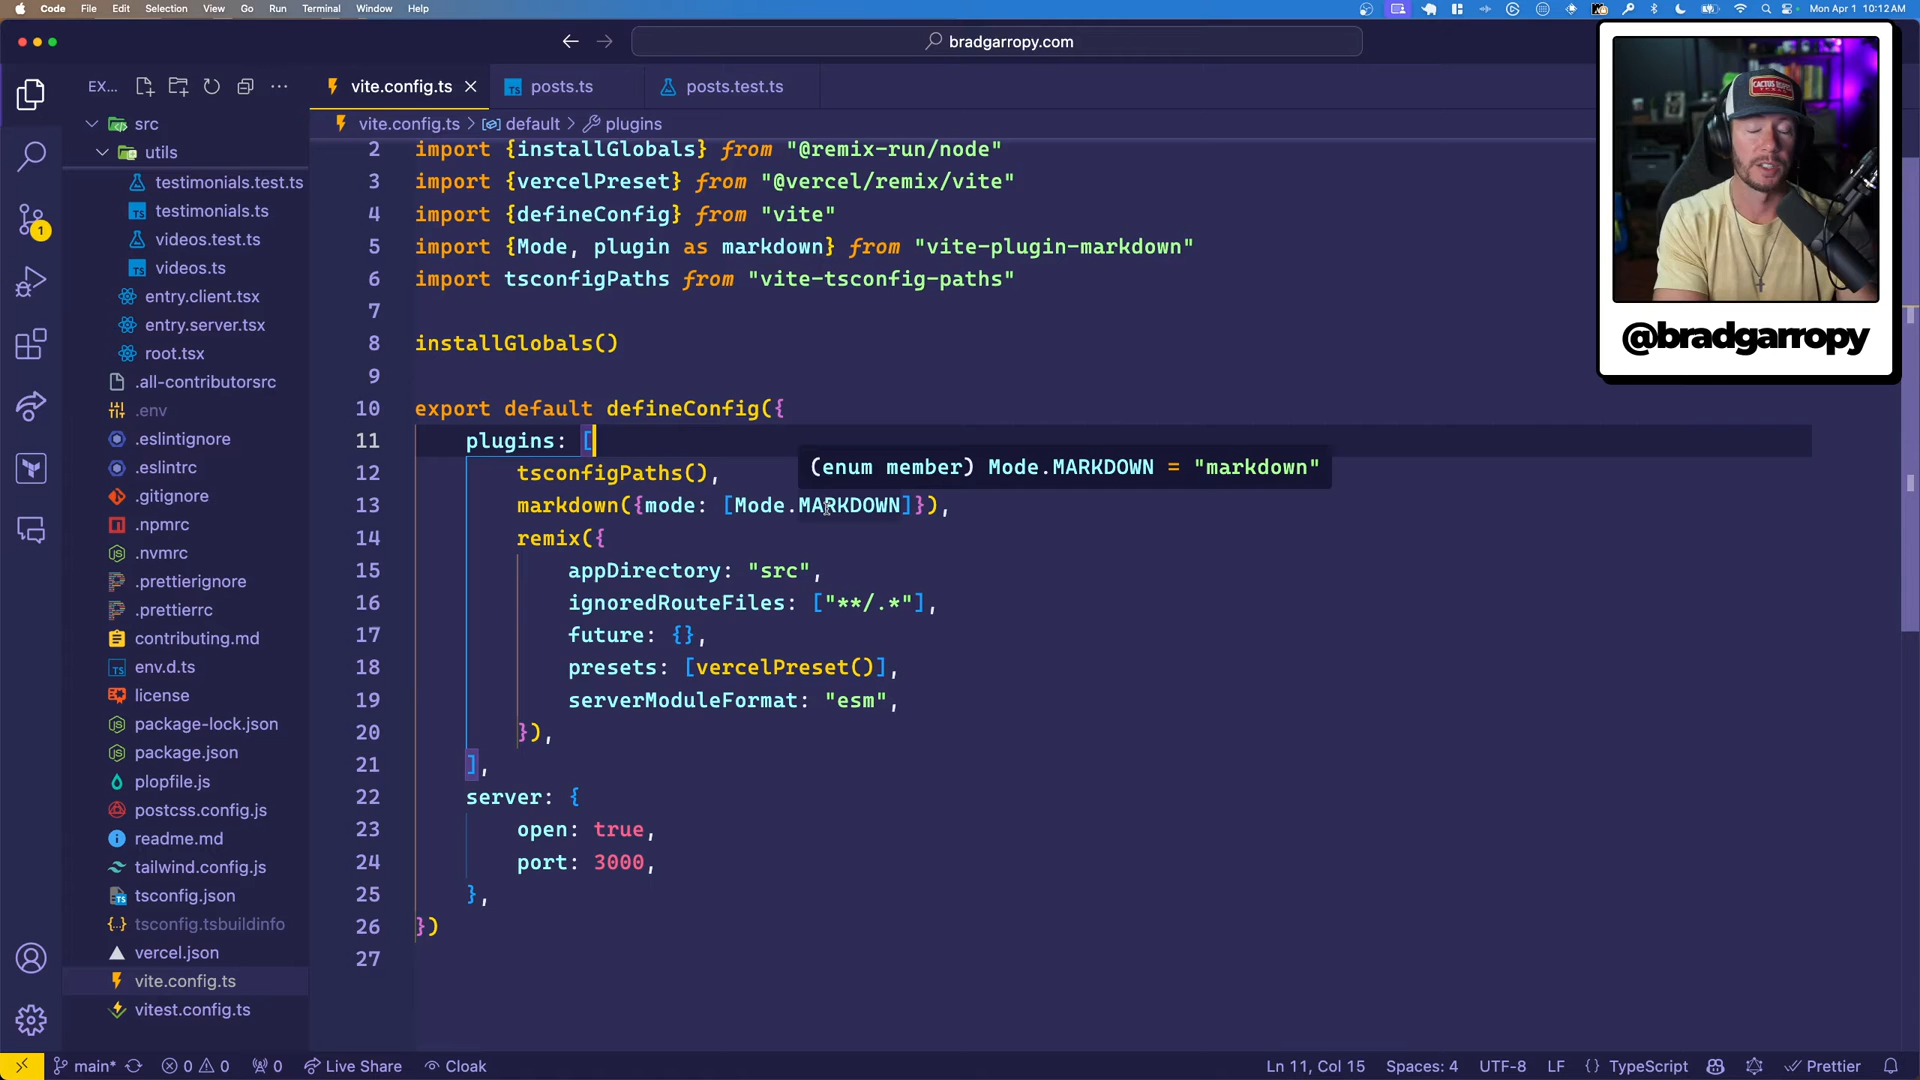 Code File Edit Selection View Go Run Terminal Window Help
Mon Apr 1 10:12 AM
bradgarropy.com
EX...
vite.config.ts
posts.ts
posts.test.ts
vite.config.ts > default > plugins
src
utils
testimonials.test.ts
testimonials.ts
videos.test.ts
videos.ts
entry.client.tsx
entry.server.tsx
root.tsx
.all-contributorsrc
.env
.eslintignore
.eslintrc
.gitignore
.npmrc
.nvmrc
.prettierignore
.prettierrc
contributing.md
env.d.ts
license
package-lock.json
package.json
plopfile.js
postcss.config.js
readme.md
tailwind.config.js
tsconfig.json
tsconfig.tsbuildinfo
vercel.json
vite.config.ts
vitest.config.ts
1
2 import {installGlobals} from "@remix-run/node"
3 import {vercelPreset} from "@vercel/remix/vite"
4 import {defineConfig} from "vite"
5 import {Mode, plugin as markdown} from "vite-plugin-markdown"
6 import tsconfigPaths from "vite-tsconfig-paths"
7
8 installGlobals()
9
10 export default defineConfig({
11 plugins: [
12 tsconfigPaths(),
(enum member) Mode.MARKDOWN = "markdown"
13 markdown({mode: [Mode.MARKDOWN]}),
14 remix({
15 appDirectory: "src",
16 ignoredRouteFiles: ["**/.*"],
17 future: {},
18 presets: [vercelPreset()],
19 serverModuleFormat: "esm",
20 }),
21 ],
22 server: {
23 open: true,
24 port: 3000,
25 },
26 })
27
CACTUS
@bradgarropy
main* 0 0 0 Live Share Cloak
Ln 11, Col 15 Spaces: 4 UTF-8 LF {} TypeScript Prettier